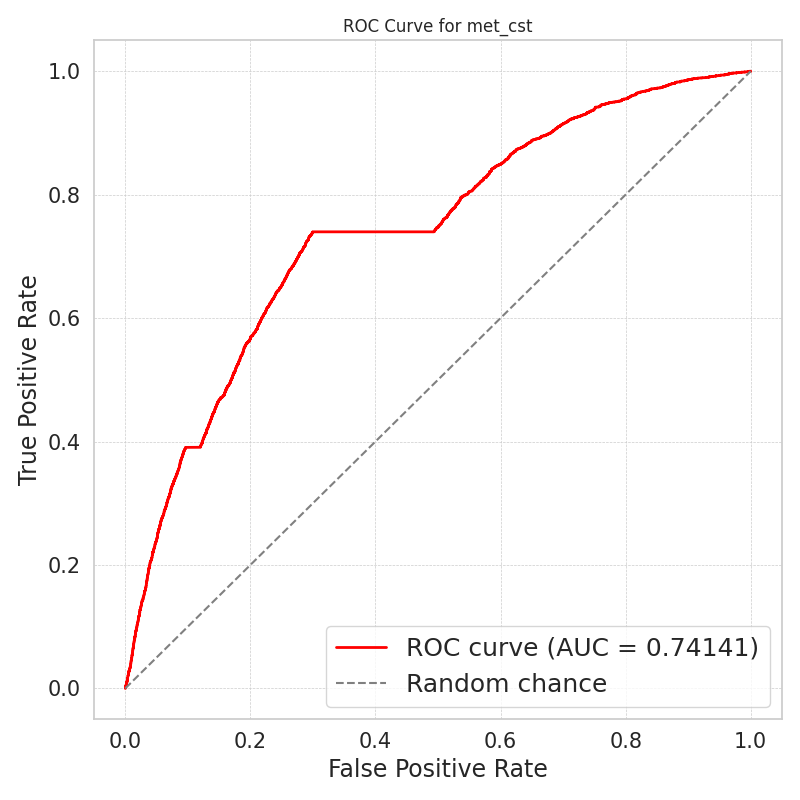 ROC Curve for met_cst
1.0
0.8
0.6
0.4
0.2
0.0
True Positive Rate
ROC curve (AUC = 0.74141)
Random chance
0.0 0.2 0.4 0.6 0.8 1.0
False Positive Rate